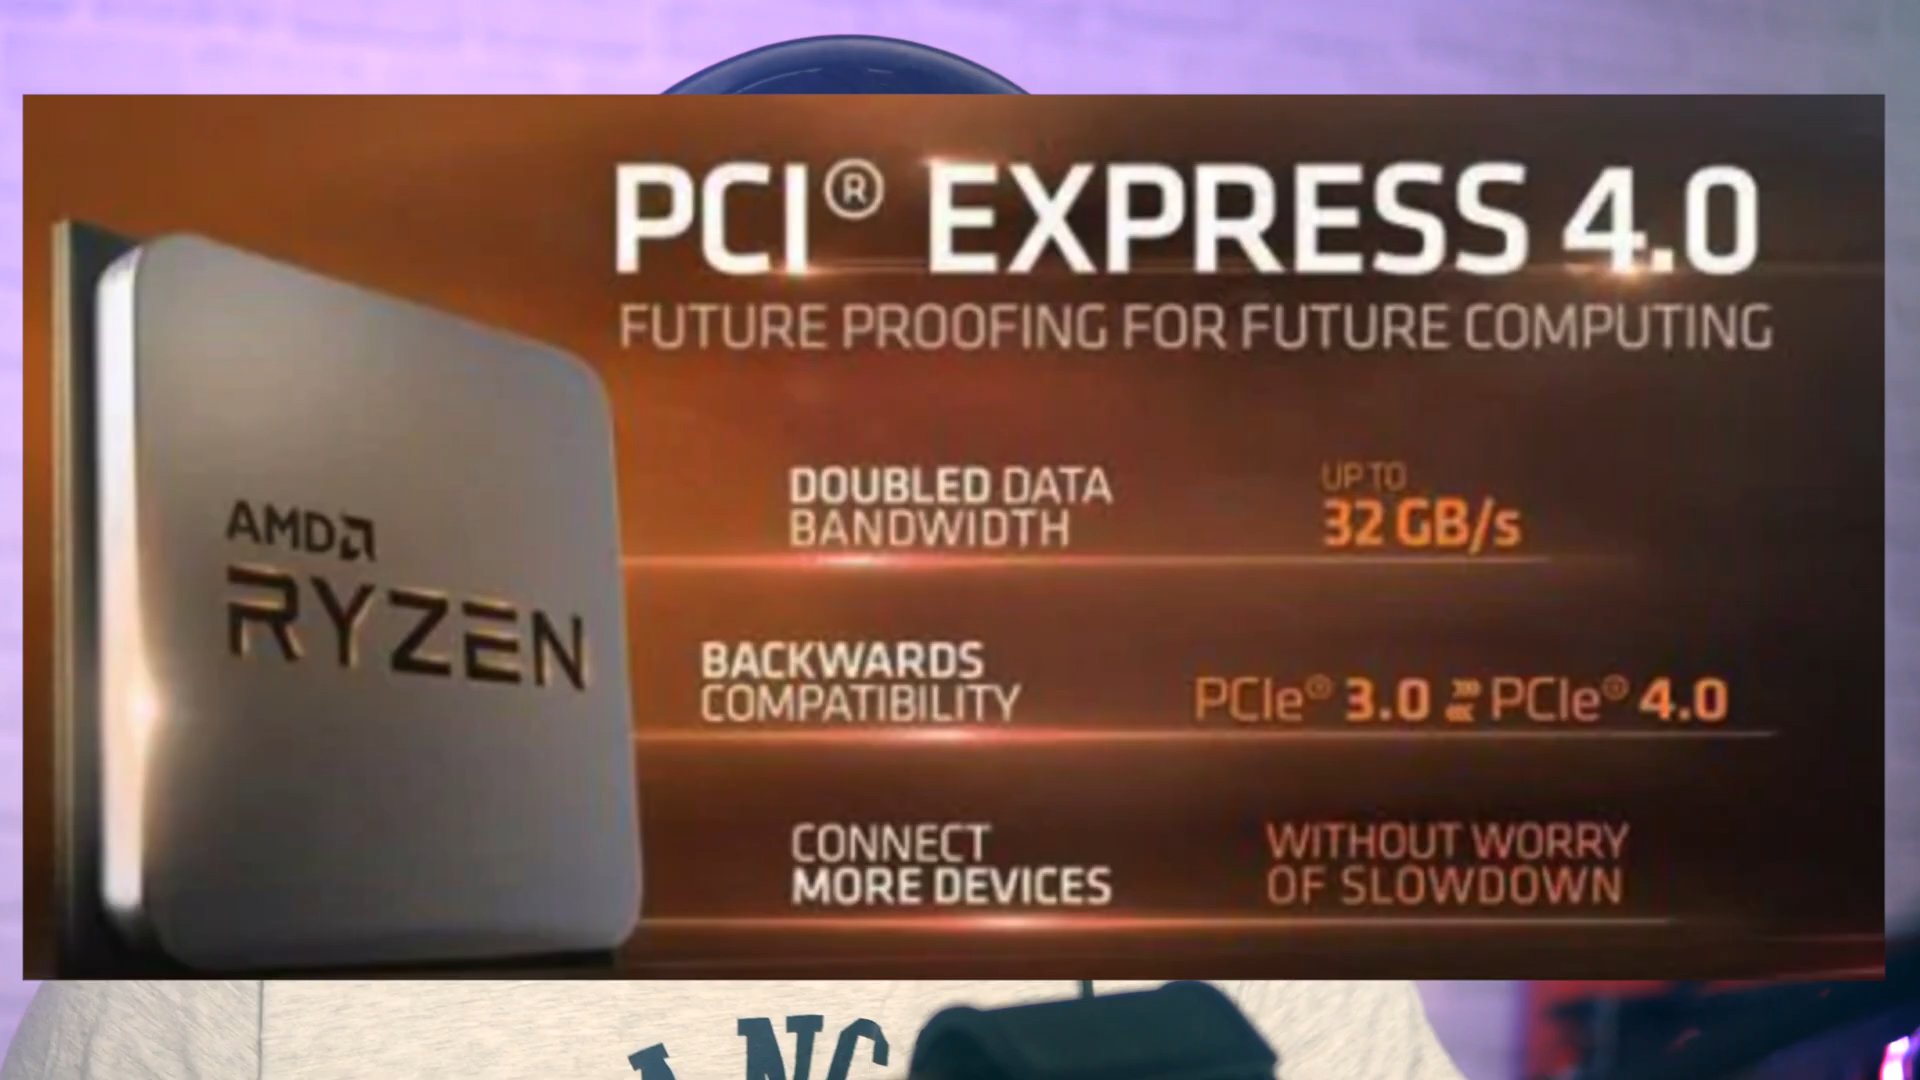 PCI® EXPRESS 4.0
FUTURE PROOFING FOR FUTURE COMPUTING
AMD
RYZEN
DOUBLED DATA
BANDWIDTH
UP TO
32 GB/s
BACKWARDS
COMPATIBILITY
PCIe® 3.0 PCIe® 4.0
CONNECT
MORE DEVICES
WITHOUT WORRY
OF SLOWDOWN